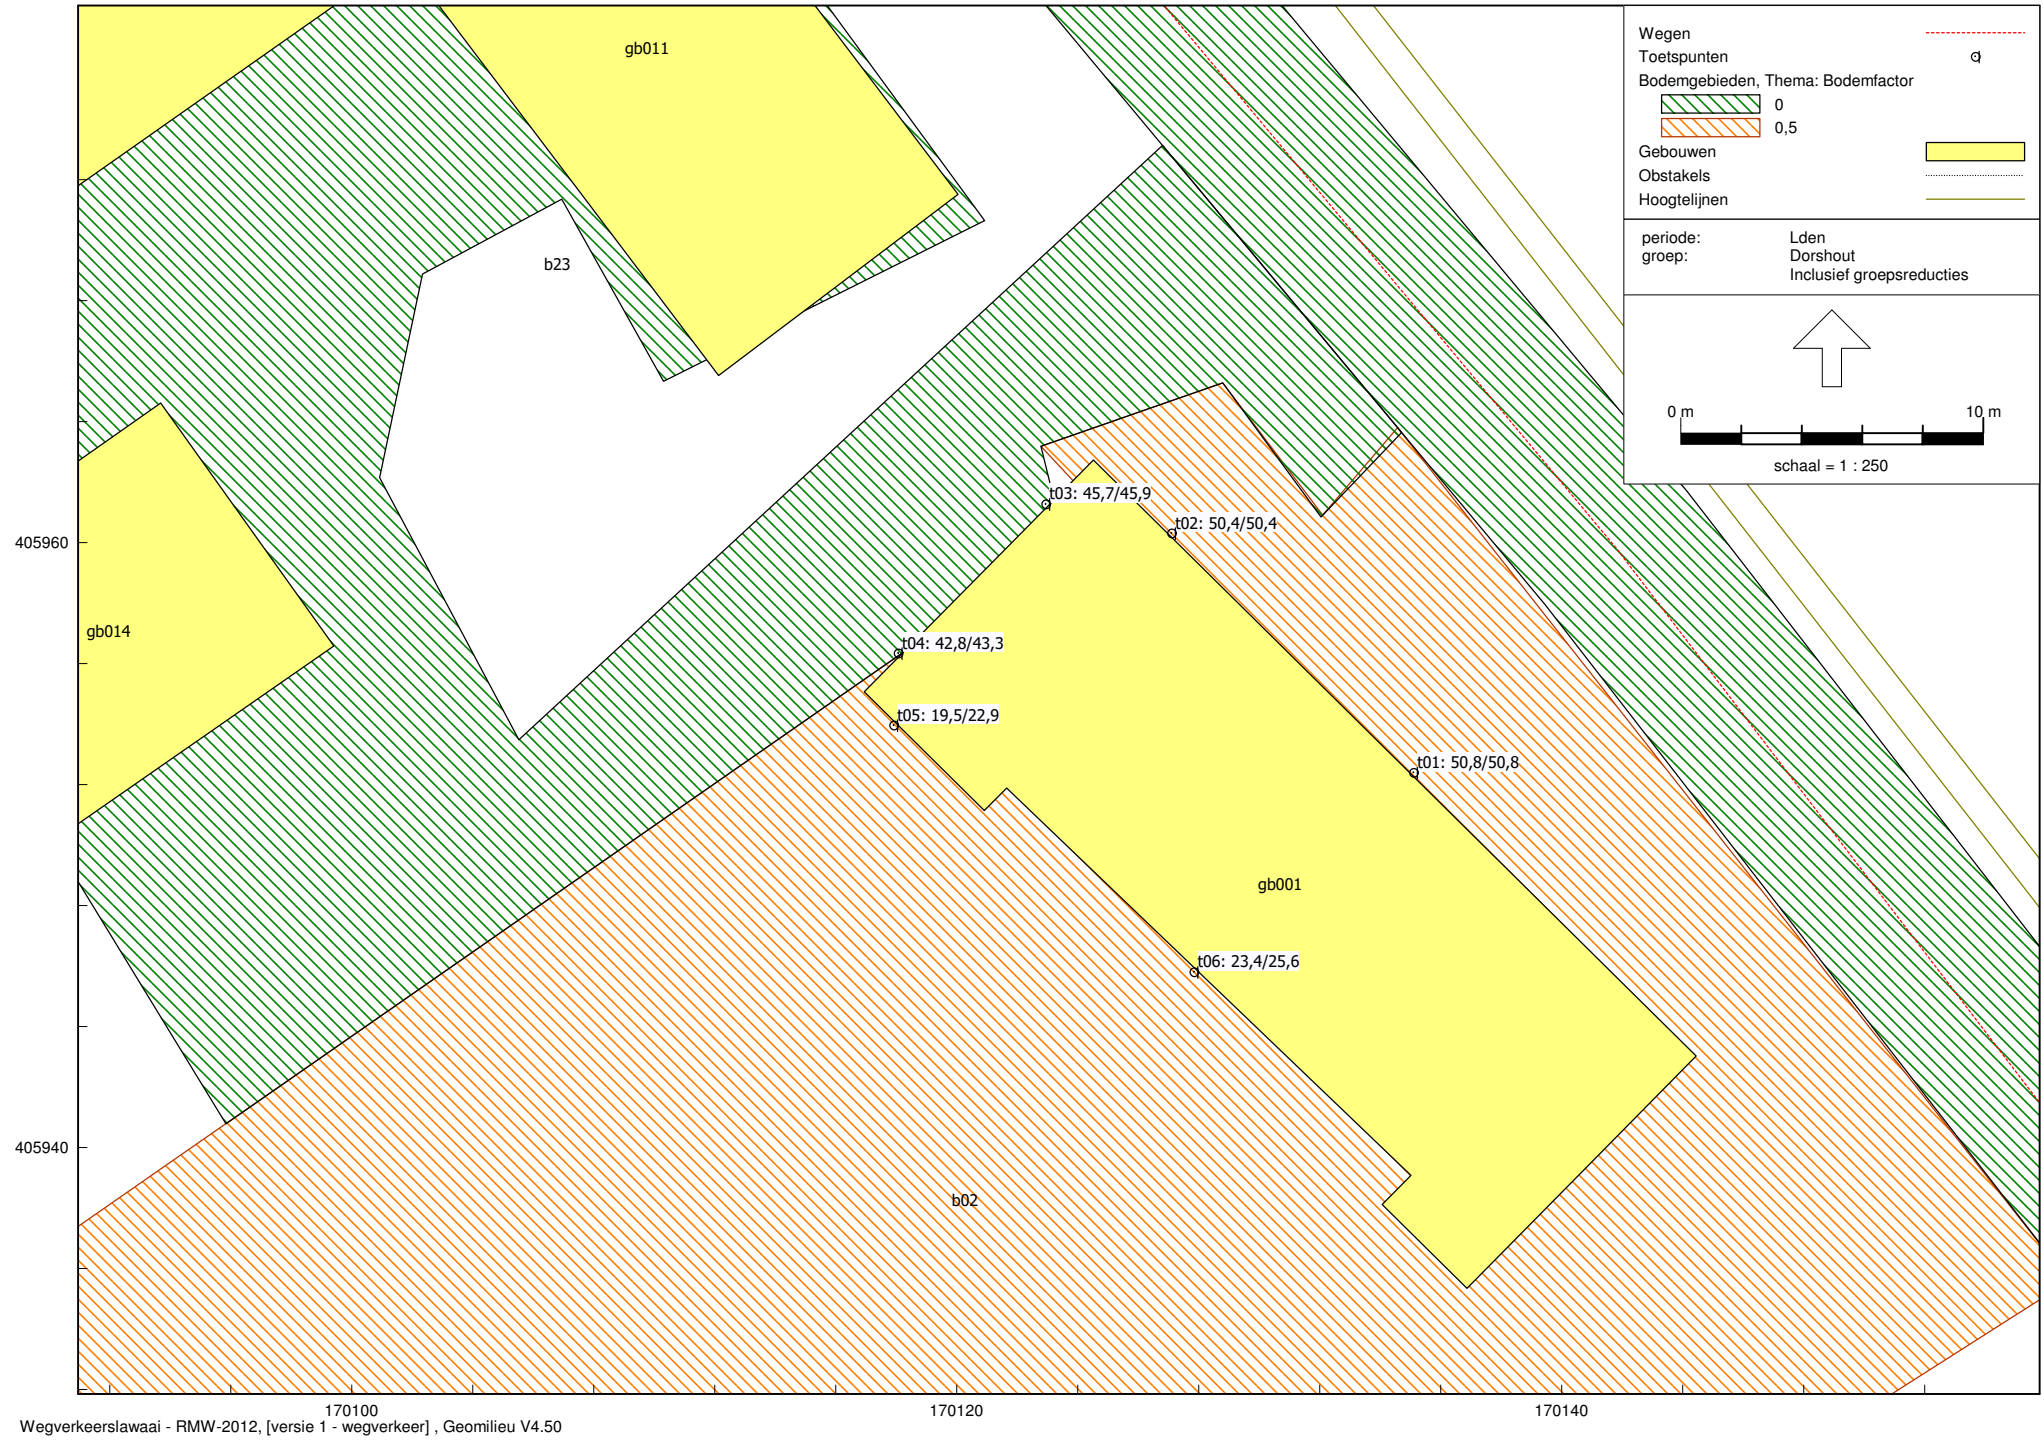 gb011
b23
Wegen
Toetspunten
Bodemgebieden, Thema: Bodemfactor
0
0,5
Gebouwen
Obstakels
Hoogtelijnen
periode: Lden
groep: Dorshout
Inclusief groepsreducties
0 m 10 m
schaal = 1 : 250
t03: 45,7/45,9
t02: 50,4/50,4
405960
gb014
t04: 42,8/43,3
t05: 19,5/22,9
t01: 50,8/50,8
gb001
t06: 23,4/25,6
405940
b02
170100 170120 170140
Wegverkeerslawaai - RMW-2012, [versie 1 - wegverkeer] , Geomilieu V4.50